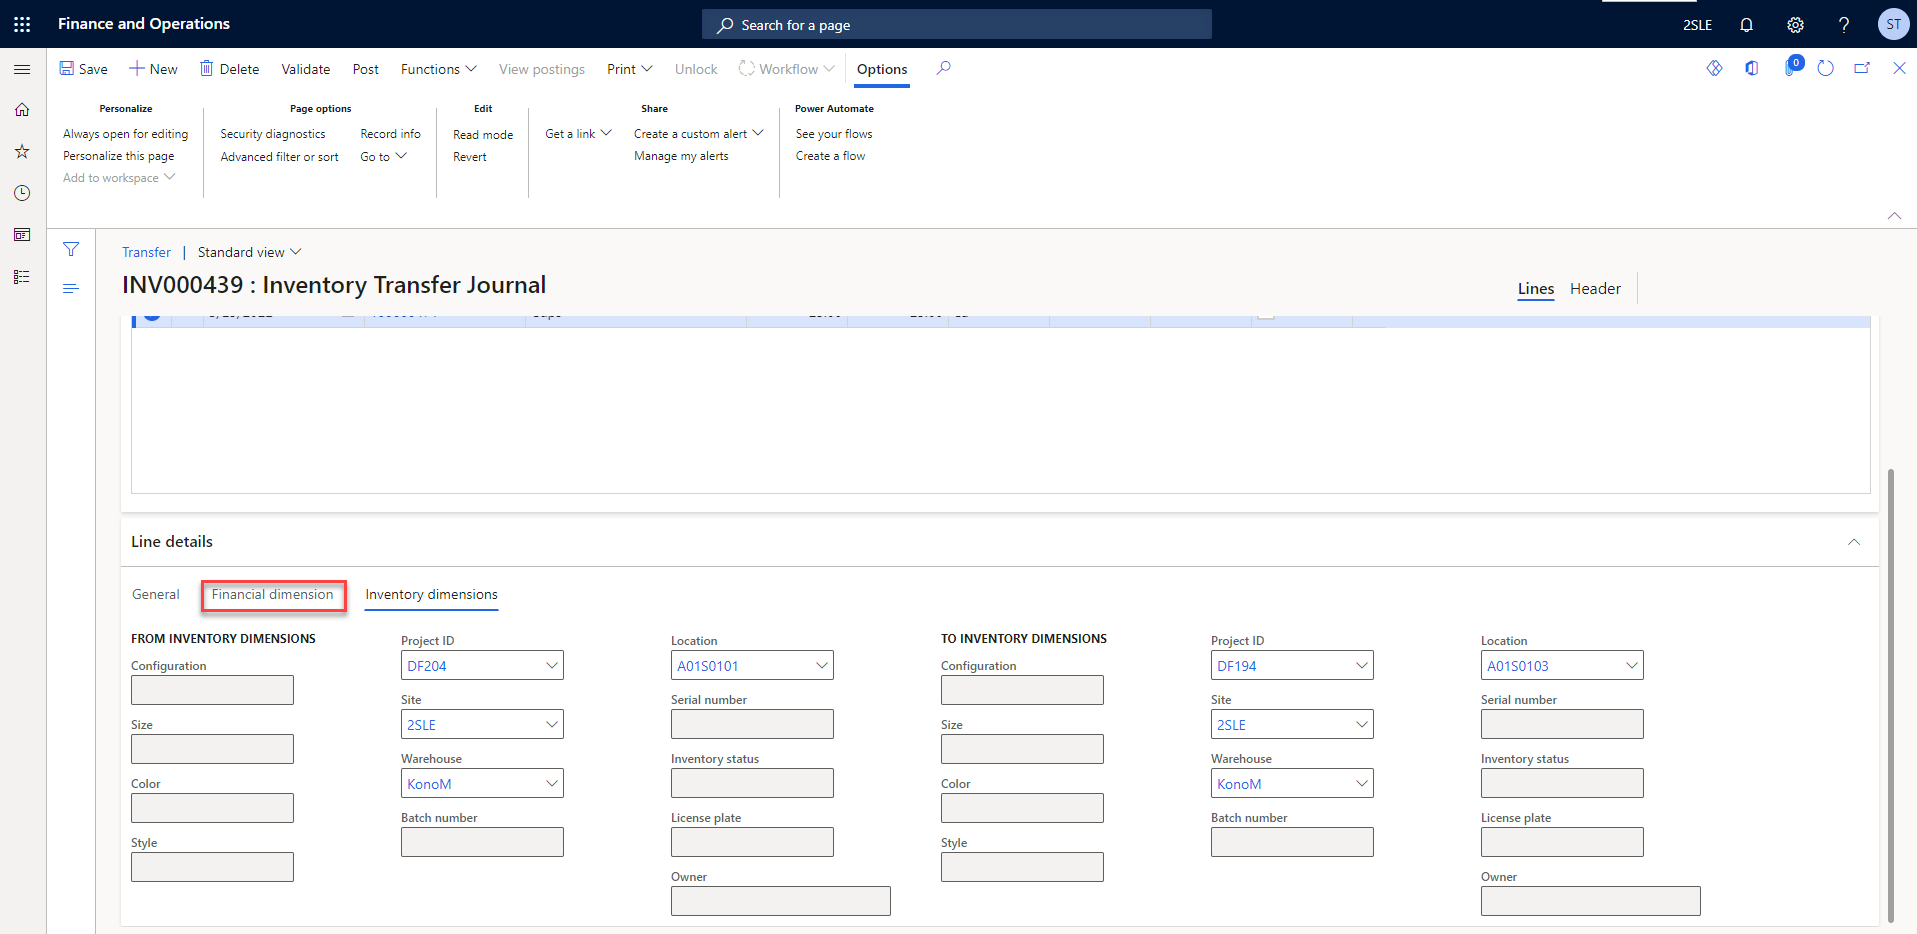 Finance and Operations
Search for a page
2SLE
ST
Save
New
Delete
Validate
Post
Functions
View postings
Print
Unlock
Workflow
Options
0
Personalize
Always open for editing
Personalize this page
Add to workspace
Page options
Security diagnostics
Advanced filter or sort
Record info
Go to
Edit
Read mode
Revert
Share
Get a link
Create a custom alert
Manage my alerts
Power Automate
See your flows
Create a flow
Transfer | Standard view
INV000439 : Inventory Transfer Journal
Lines
Header
Line details
General
Financial dimension
Inventory dimensions
FROM INVENTORY DIMENSIONS
Configuration
Size
Color
Style
Project ID
DF204
Site
2SLE
Warehouse
KonoM
Batch number
Location
A01S0101
Serial number
Inventory status
License plate
Owner
TO INVENTORY DIMENSIONS
Configuration
Size
Color
Style
Project ID
DF194
Site
2SLE
Warehouse
KonoM
Batch number
Location
A01S0103
Serial number
Inventory status
License plate
Owner